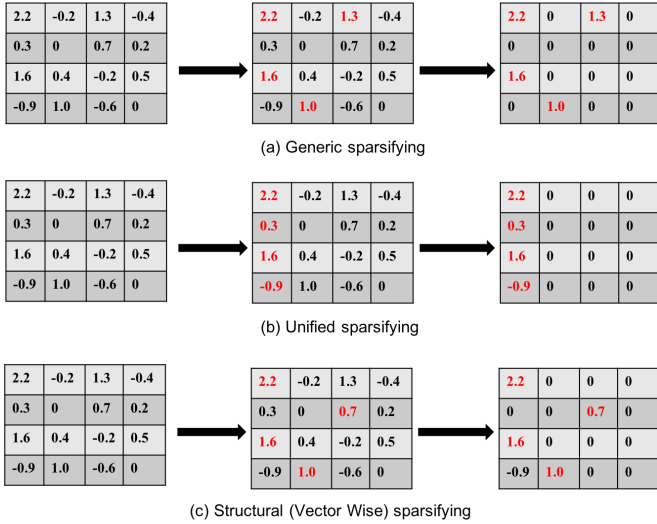 2.2 -0.2 1.3 -0.4 2.2 -0.2 1.3 -0.4 2.2 0 1.3 0
0.3 0 0.7 0.2 0.3 0 0.7 0.2 0 0 0 0
1.6 0.4 -0.2 0.5 1.6 0.4 -0.2 0.5 1.6 0 0 0
-0.9 1.0 -0.6 0 -0.9 1.0 -0.6 0 0 1.0 0 0
(a) Generic sparsifying
2.2 -0.2 1.3 -0.4 2.2 -0.2 1.3 -0.4 2.2 0 0 0
0.3 0 0.7 0.2 0.3 0 0.7 0.2 0.3 0 0 0
1.6 0.4 -0.2 0.5 1.6 0.4 -0.2 0.5 1.6 0 0 0
-0.9 1.0 -0.6 0 -0.9 1.0 -0.6 0 -0.9 0 0 0
(b) Unified sparsifying
2.2 -0.2 1.3 -0.4 2.2 -0.2 1.3 -0.4 2.2 0 0 0
0.3 0 0.7 0.2 0.3 0 0.7 0.2 0 0 0.7 0
1.6 0.4 -0.2 0.5 1.6 0.4 -0.2 0.5 1.6 0 0 0
-0.9 1.0 -0.6 0 -0.9 1.0 -0.6 0 -0.9 1.0 0 0
(c) Structural (Vector Wise) sparsifying